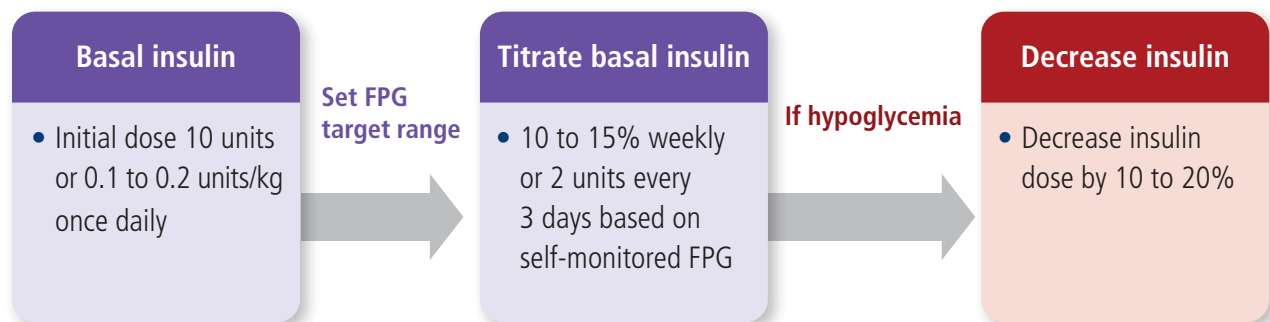 Basal insulin
• Initial dose 10 units
or 0.1 to 0.2 units/kg
once daily
Set FPG
target range
Titrate basal insulin
• 10 to 15% weekly
or 2 units every
3 days based on
self-monitored FPG
If hypoglycemia
Decrease insulin
• Decrease insulin
dose by 10 to 20%